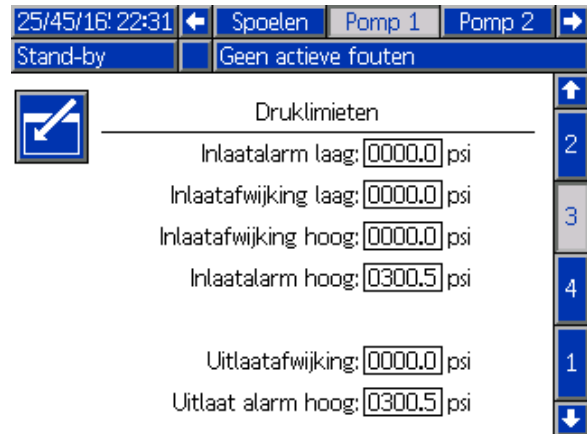 25/45/16 22:31 Spoelen Pomp 1 Pomp 2
Stand-by Geen actieve fouten
Druklimieten
Inlaatalarm laag: 0000.0 psi
2
Inlaatafwijking laag: 0000.0 psi
3
Inlaatafwijking hoog: 0000.0 psi
Inlaatalarm hoog: 0300.5 psi
4
Uitlaatafwijking: 0000.0 psi
1
Uitlaat alarm hoog: 0300.5 psi